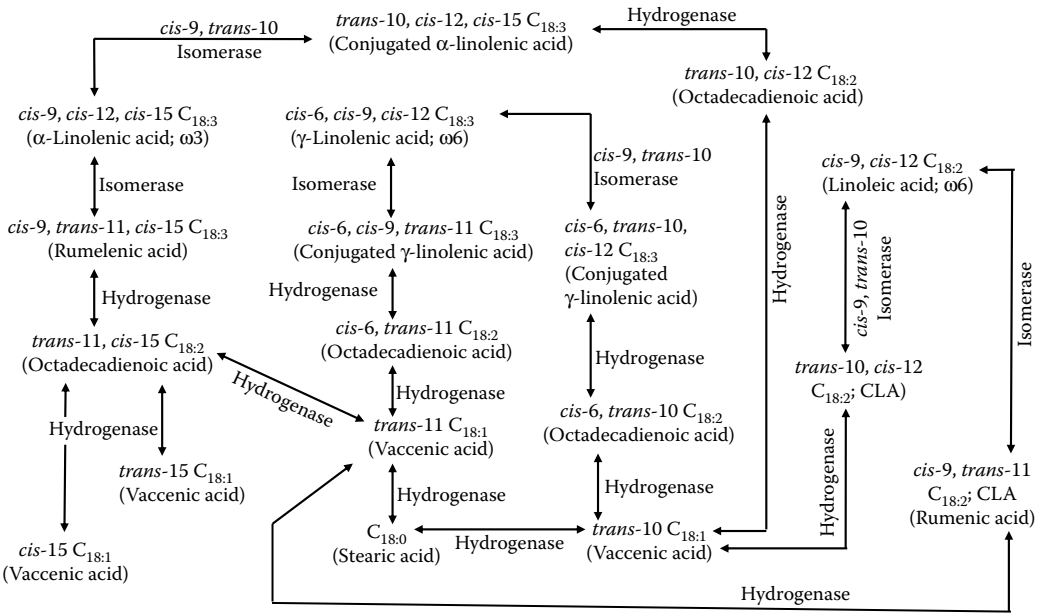 cis-9, trans-10
Isomerase
trans-10, cis-12, cis-15 C18:3
(Conjugated α-linolenic acid)
Hydrogenase
trans-10, cis-12 C18:2
(Octadecadienoic acid)
cis-9, cis-12, cis-15 C18:3
(α-Linolenic acid; ω3)
cis-6, cis-9, cis-12 C18:3
(γ-Linolenic acid; ω6)
cis-9, trans-10
Isomerase
cis-9, cis-12 C18:2
(Linoleic acid; ω6)
Isomerase
Isomerase
cis-9, trans-11, cis-15 C18:3
(Rumelenic acid)
cis-6, cis-9, trans-11 C18:3
(Conjugated γ-linolenic acid)
cis-6, trans-10,
cis-12 C18:3
(Conjugated
γ-linolenic acid)
Hydrogenase
cis-9, trans-10
Isomerase
Isomerase
Hydrogenase
Hydrogenase
trans-11, cis-15 C18:2
(Octadecadienoic acid)
cis-6, trans-11 C18:2
(Octadecadienoic acid)
Hydrogenase
trans-10, cis-12
C18:2; CLA)
Hydrogenase
Hydrogenase
cis-6, trans-10 C18:2
(Octadecadienoic acid)
Hydrogenase
trans-11 C18:1
(Vaccenic acid)
trans-15 C18:1
(Vaccenic acid)
Hydrogenase
Hydrogenase
Hydrogenase
cis-9, trans-11
C18:2; CLA
(Rumenic acid)
C18:0
(Stearic acid)
Hydrogenase
trans-10 C18:1
(Vaccenic acid)
cis-15 C18:1
(Vaccenic acid)
Hydrogenase